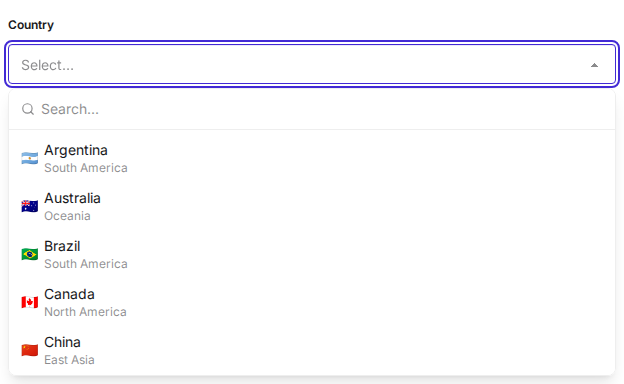 Country
Select...
Search...
Argentina
South America
Australia
Oceania
Brazil
South America
Canada
North America
China
East Asia